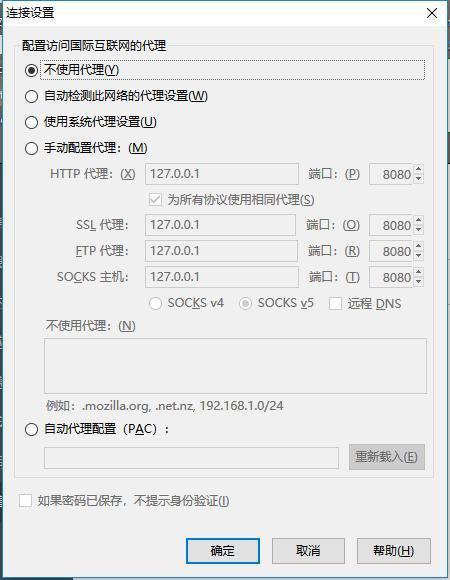 连接设置
配置访问国际互联网的代理
不使用代理(Y)
自动检测此网络的代理设置(W)
使用系统代理设置(U)
手动配置代理：(M)
HTTP 代理：(X) 127.0.0.1 端口：(P) 8080
为所有协议使用相同代理(S)
SSL 代理： 127.0.0.1 端口：(O) 8080
FTP 代理： 127.0.0.1 端口：(R) 8080
SOCKS 主机： 127.0.0.1 端口：(T) 8080
SOCKS v4 SOCKS v5 远程 DNS
不使用代理：(N)
例如：.mozilla.org, .net.nz, 192.168.1.0/24
自动代理配置（PAC）：
重新载入(E)
如果密码已保存，不提示身份验证(I)
确定 取消 帮助(H)